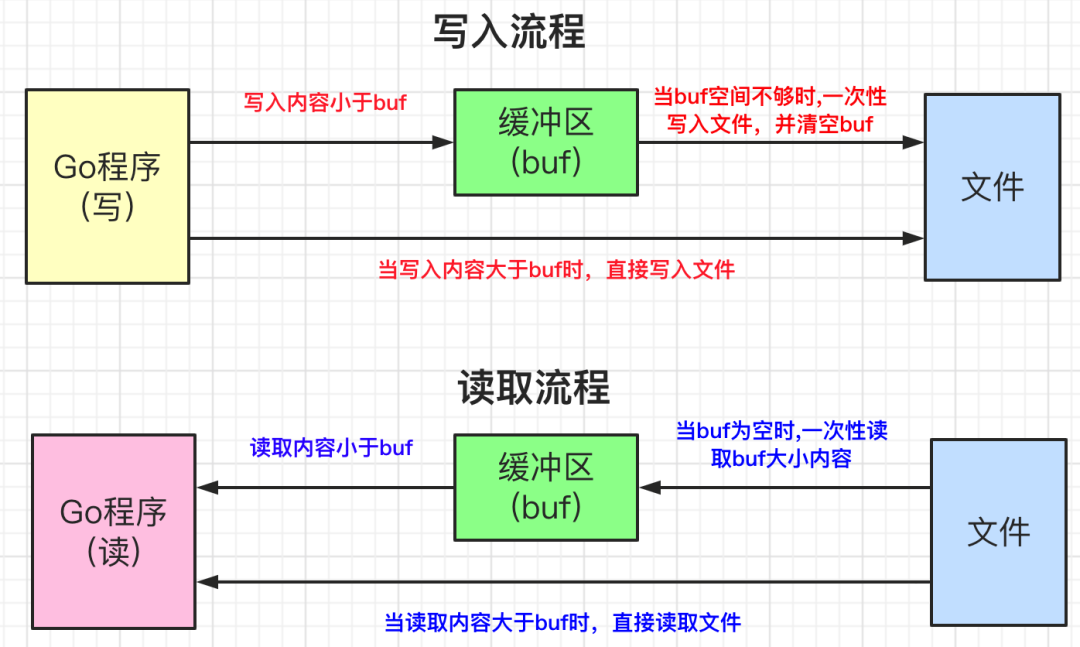 写入流程
写入内容小于buf
当buf空间不够时,一次性
写入文件，并清空buf
Go程序
(写)
缓冲区
(buf)
文件
当写入内容大于buf时，直接写入文件
读取流程
读取内容小于buf
当buf为空时,一次性读
取buf大小内容
Go程序
(读)
缓冲区
(buf)
文件
当读取内容大于buf时，直接读取文件